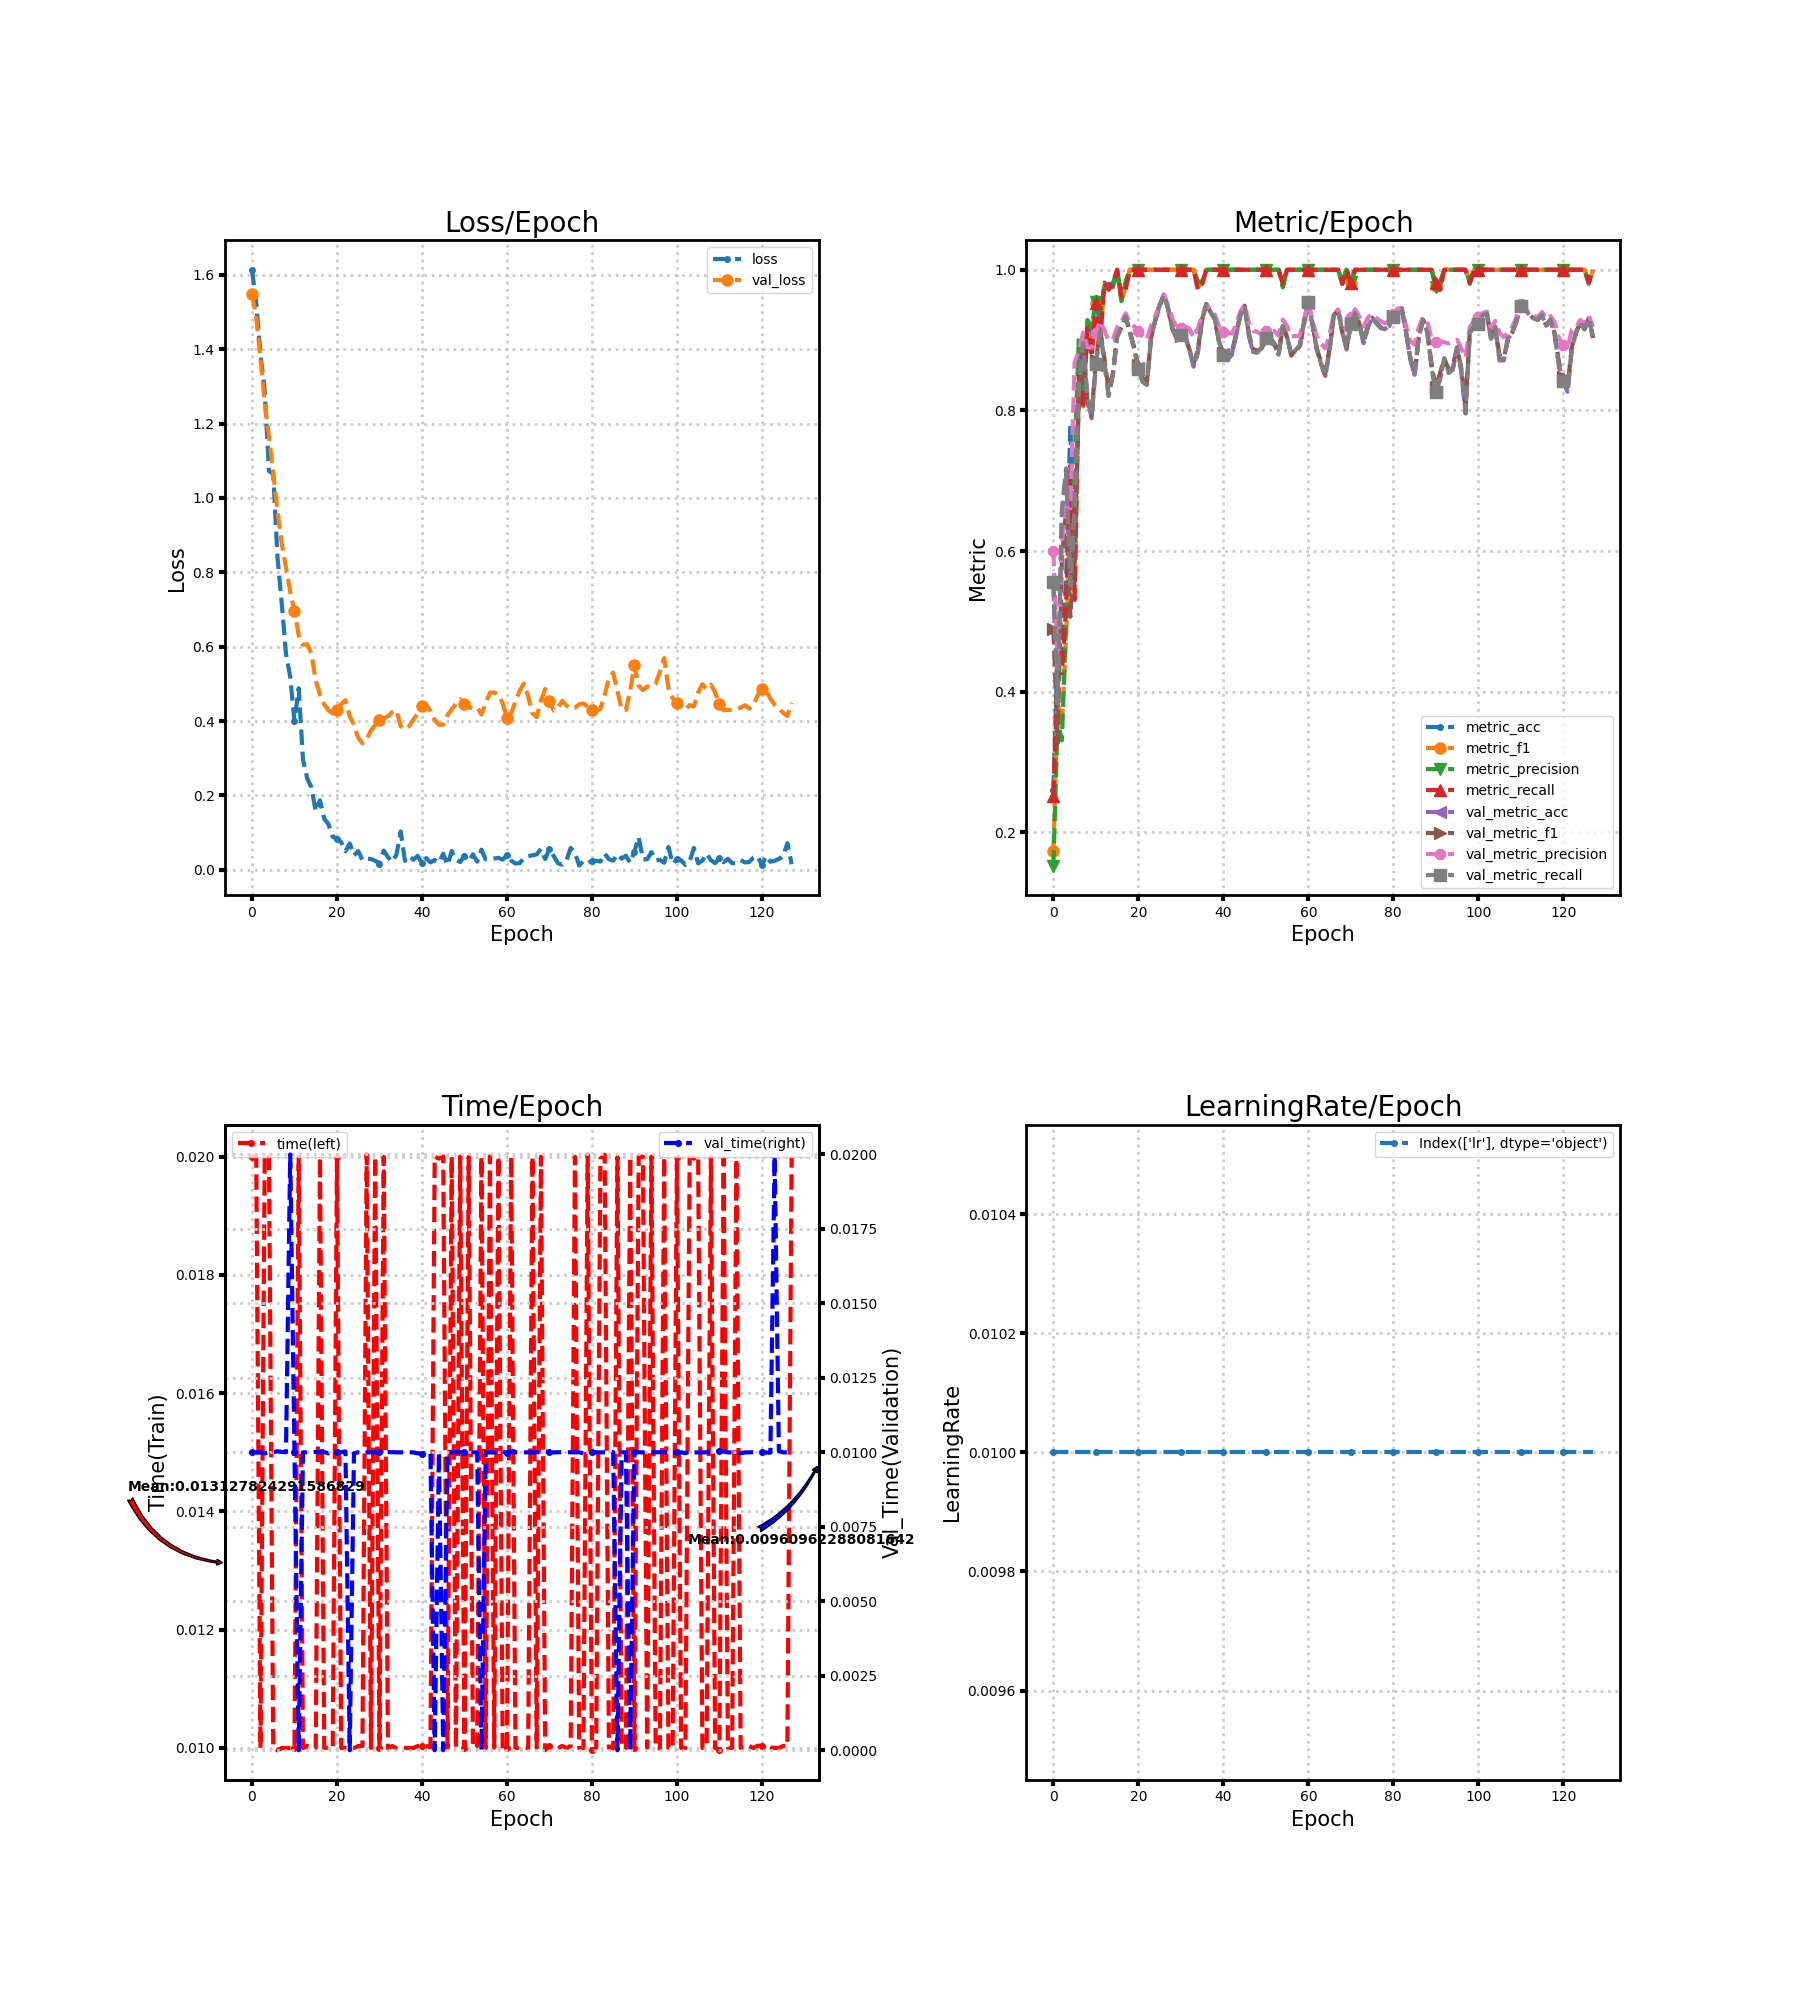 Loss/Epoch
Loss
1.6
1.4
1.2
1.0
0.8
0.6
0.4
0.2
0.0
loss
val_loss
0 20 40 60 80 100 120
Epoch
Metric/Epoch
Metric
1.0
0.8
0.6
0.4
0.2
metric_acc
metric_f1
metric_precision
metric_recall
val_metric_acc
val_metric_f1
val_metric_precision
val_metric_recall
0 20 40 60 80 100 120
Epoch
Time/Epoch
Time(Train)
0.020
0.018
0.016
0.014
0.012
0.010
time(left)
val_time(right)
Mean:0.013127824291586829
Mean:0.00960962288081642
0.0200
0.0175
0.0150
0.0125
0.0100
0.0075
0.0050
0.0025
0.0000
Val_Time(Validation)
0 20 40 60 80 100 120
Epoch
LearningRate/Epoch
LearningRate
0.0104
0.0102
0.0100
0.0098
0.0096
Index(['lr'], dtype='object')
0 20 40 60 80 100 120
Epoch